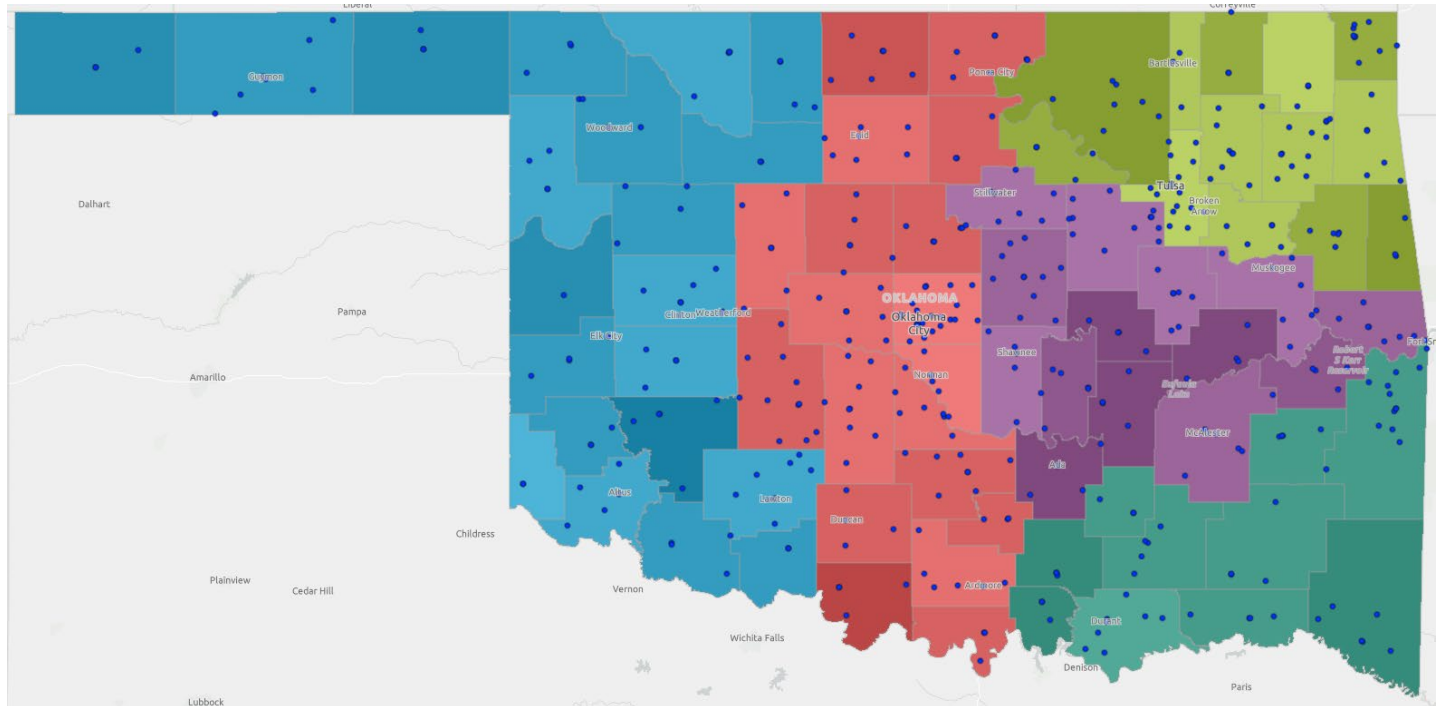 Liberal
Coffeyville
Guymon
Ponca City
Bartlesville
Woodward
Enid
Dalhart
Stillwater
Tulsa
Broken
Arrow
Muskogee
OKLAHOMA
Pampa
Clinton
Weatherford
Oklahoma
City
Elk City
Shawnee
Fort Sm
Robert
S Kerr
Reservoir
Amarillo
Norman
Eufaula
Lake
McAlester
Ada
Altus
Lawton
Duncan
Childress
Plainview
Cedar Hill
Vernon
Ardmore
Durant
Wichita Falls
Denison
Paris
Lubbock